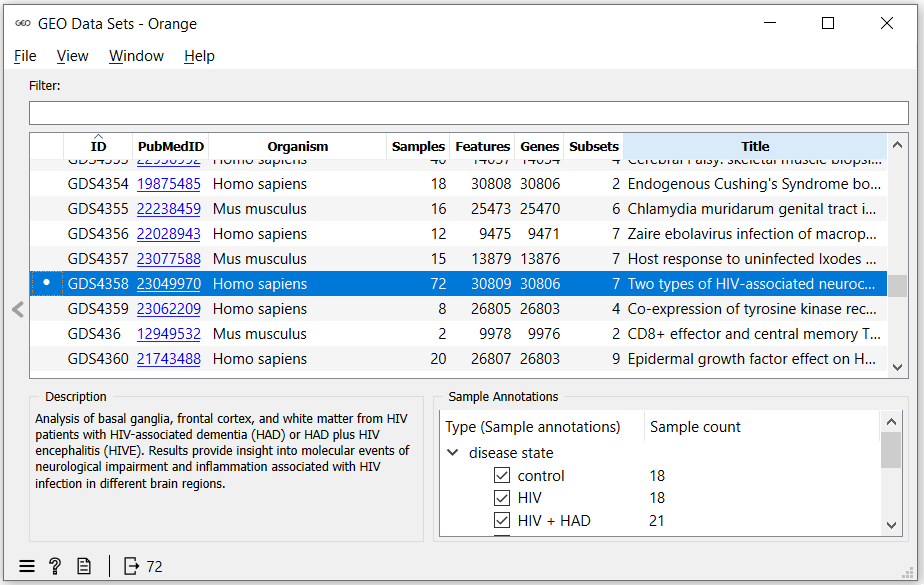 GEO GEO Data Sets - Orange
File View Window Help
Filter:
ID PubMedID Organism Samples Features Genes Subsets Title
GDS4353 22956992 Homo sapiens 40 14057 14054 4 Cerebral Palsy: skeletal muscle biopsi...
GDS4354 19875485 Homo sapiens 18 30808 30806 2 Endogenous Cushing's Syndrome bo...
GDS4355 22238459 Mus musculus 16 25473 25470 6 Chlamydia muridarum genital tract i...
GDS4356 22028943 Homo sapiens 12 9475 9471 7 Zaire ebolavirus infection of macrop...
GDS4357 23077588 Mus musculus 15 13879 13876 7 Host response to uninfected Ixodes ...
GDS4358 23049970 Homo sapiens 72 30809 30806 7 Two types of HIV-associated neuroc...
GDS4359 23062209 Homo sapiens 8 26805 26803 4 Co-expression of tyrosine kinase rec...
GDS436 12949532 Mus musculus 2 9978 9976 2 CD8+ effector and central memory T...
GDS4360 21743488 Homo sapiens 20 26807 26803 9 Epidermal growth factor effect on H...
Description
Analysis of basal ganglia, frontal cortex, and white matter from HIV
patients with HIV-associated dementia (HAD) or HAD plus HIV
encephalitis (HIVE). Results provide insight into molecular events of
neurological impairment and inflammation associated with HIV
infection in different brain regions.
Sample Annotations
Type (Sample annotations) Sample count
disease state
control 18
HIV 18
HIV + HAD 21
72